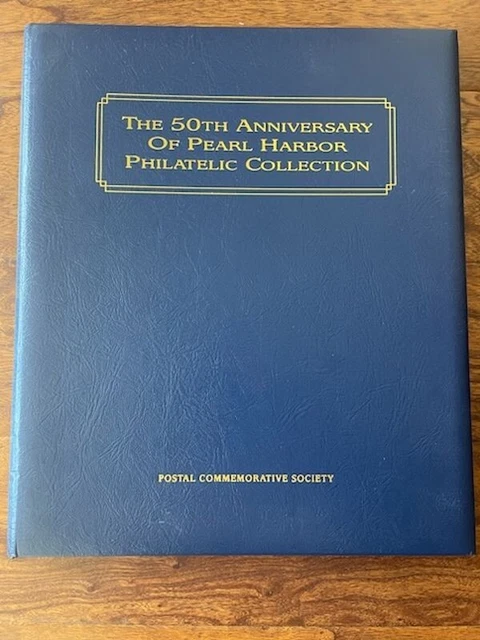 The 50th Anniversary
Of Pearl Harbor
Philatelic Collection
POSTAL COMMEMORATIVE SOCIETY